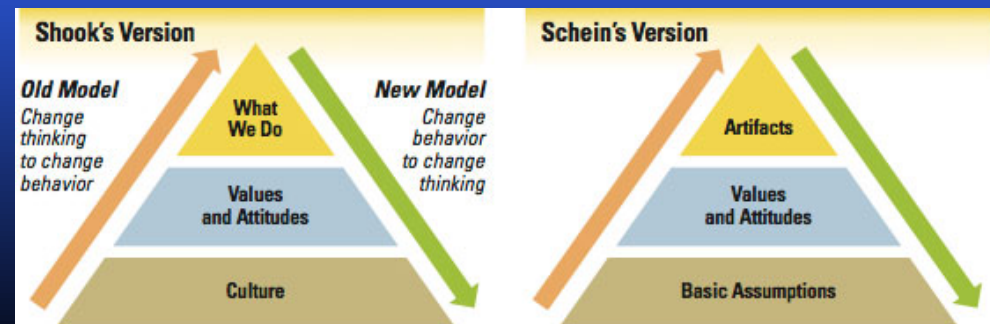 Shook's Version
Old Model
Change
thinking
to change
behavior
What
We Do
New Model
Change
behavior
to change
thinking
Values
and Attitudes
Culture
Schein's Version
Artifacts
Values
and Attitudes
Basic Assumptions